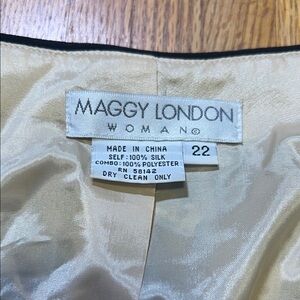 MAGGY LONDON
WOMAN®
MADE IN CHINA
SELF:100% SILK
COMBO:100% POLYESTER
RN 58142
DRY CLEAN ONLY
22